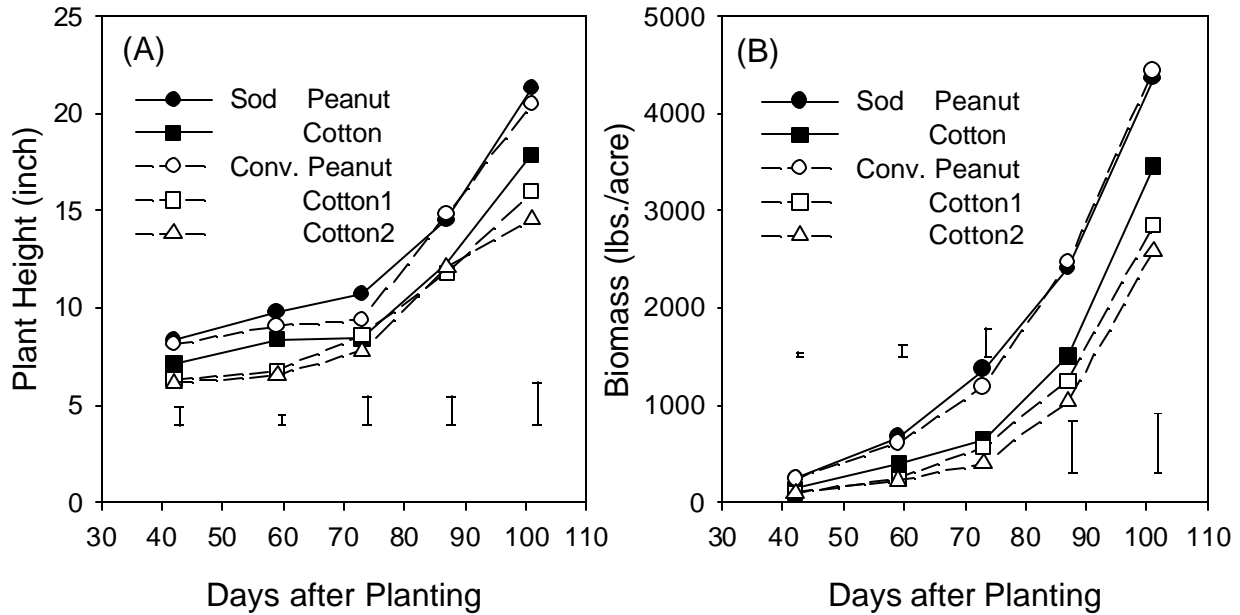 (A)
Sod Peanut
Cotton
Conv. Peanut
Cotton1
Cotton2
Plant Height (inch)
25
20
15
10
5
0
30 40 50 60 70 80 90 100 110
Days after Planting
(B)
Sod Peanut
Cotton
Conv. Peanut
Cotton1
Cotton2
Biomass (lbs./acre)
5000
4000
3000
2000
1000
0
30 40 50 60 70 80 90 100 110
Days after Planting